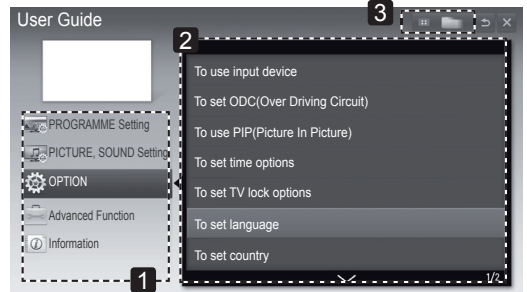 User Guide
3
2
To use input device
To set ODC(Over Driving Circuit)
To use PIP(Picture In Picture)
To set time options
To set TV lock options
To set language
To set country
1/2
PROGRAMME Setting
PICTURE, SOUND Setting
OPTION
Advanced Function
Information
1